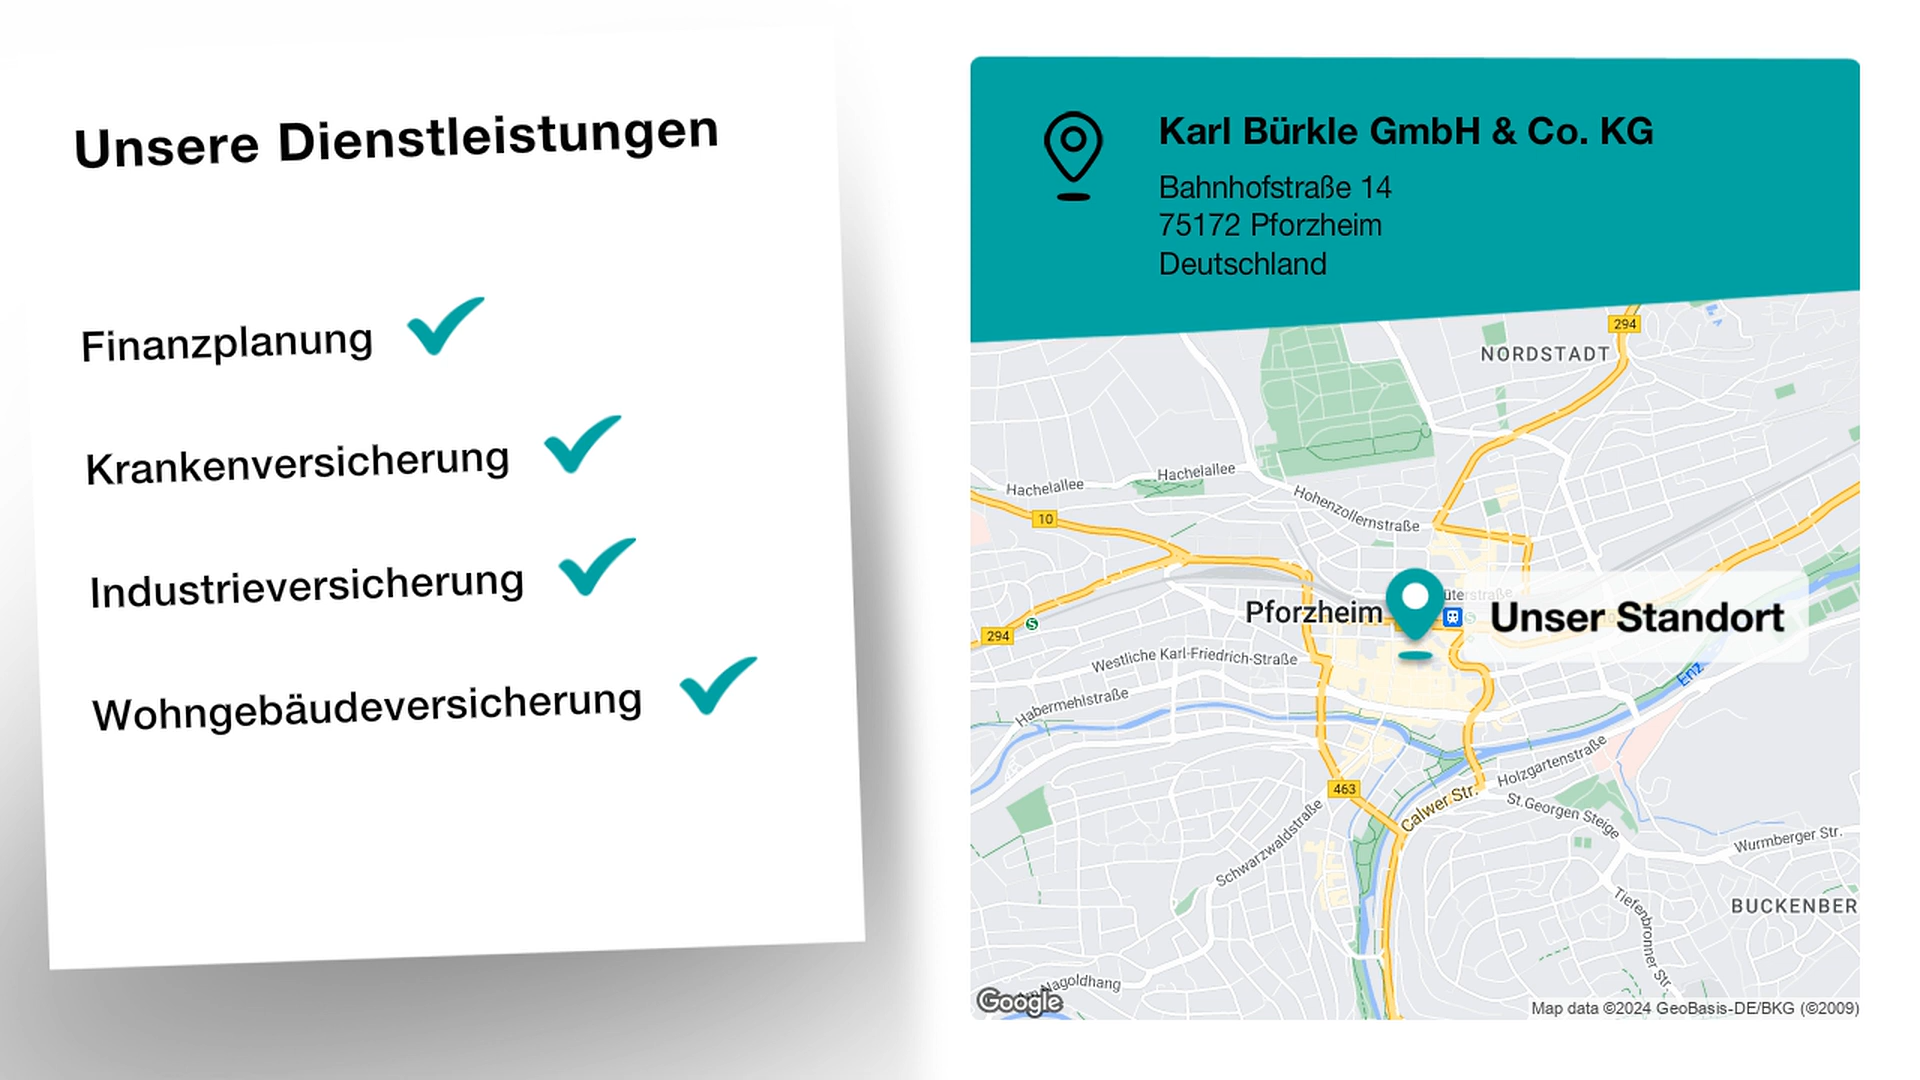 Unsere Dienstleistungen
Finanzplanung
Krankenversicherung
Industrieversicherung
Wohngebäudeversicherung
Karl Bürkle GmbH & Co. KG
Bahnhofstraße 14
75172 Pforzheim
Deutschland
294
NORDSTADT
Hachelallee
Hachelallee
Hohenzollernstraße
10
Pforzheim
Unser Standort
294
S
Westliche Karl-Friedrich-Straße
Habermehlstraße
Enz
Holzgartenstraße
463
Calwer Str.
St.Georgen Steige
Schwarzwaldstraße
Wurmberger Str.
Tiefenbronner Str.
BUCKENBER
Nagoldhang
Google
Map data ©2024 GeoBasis-DE/BKG (©2009)